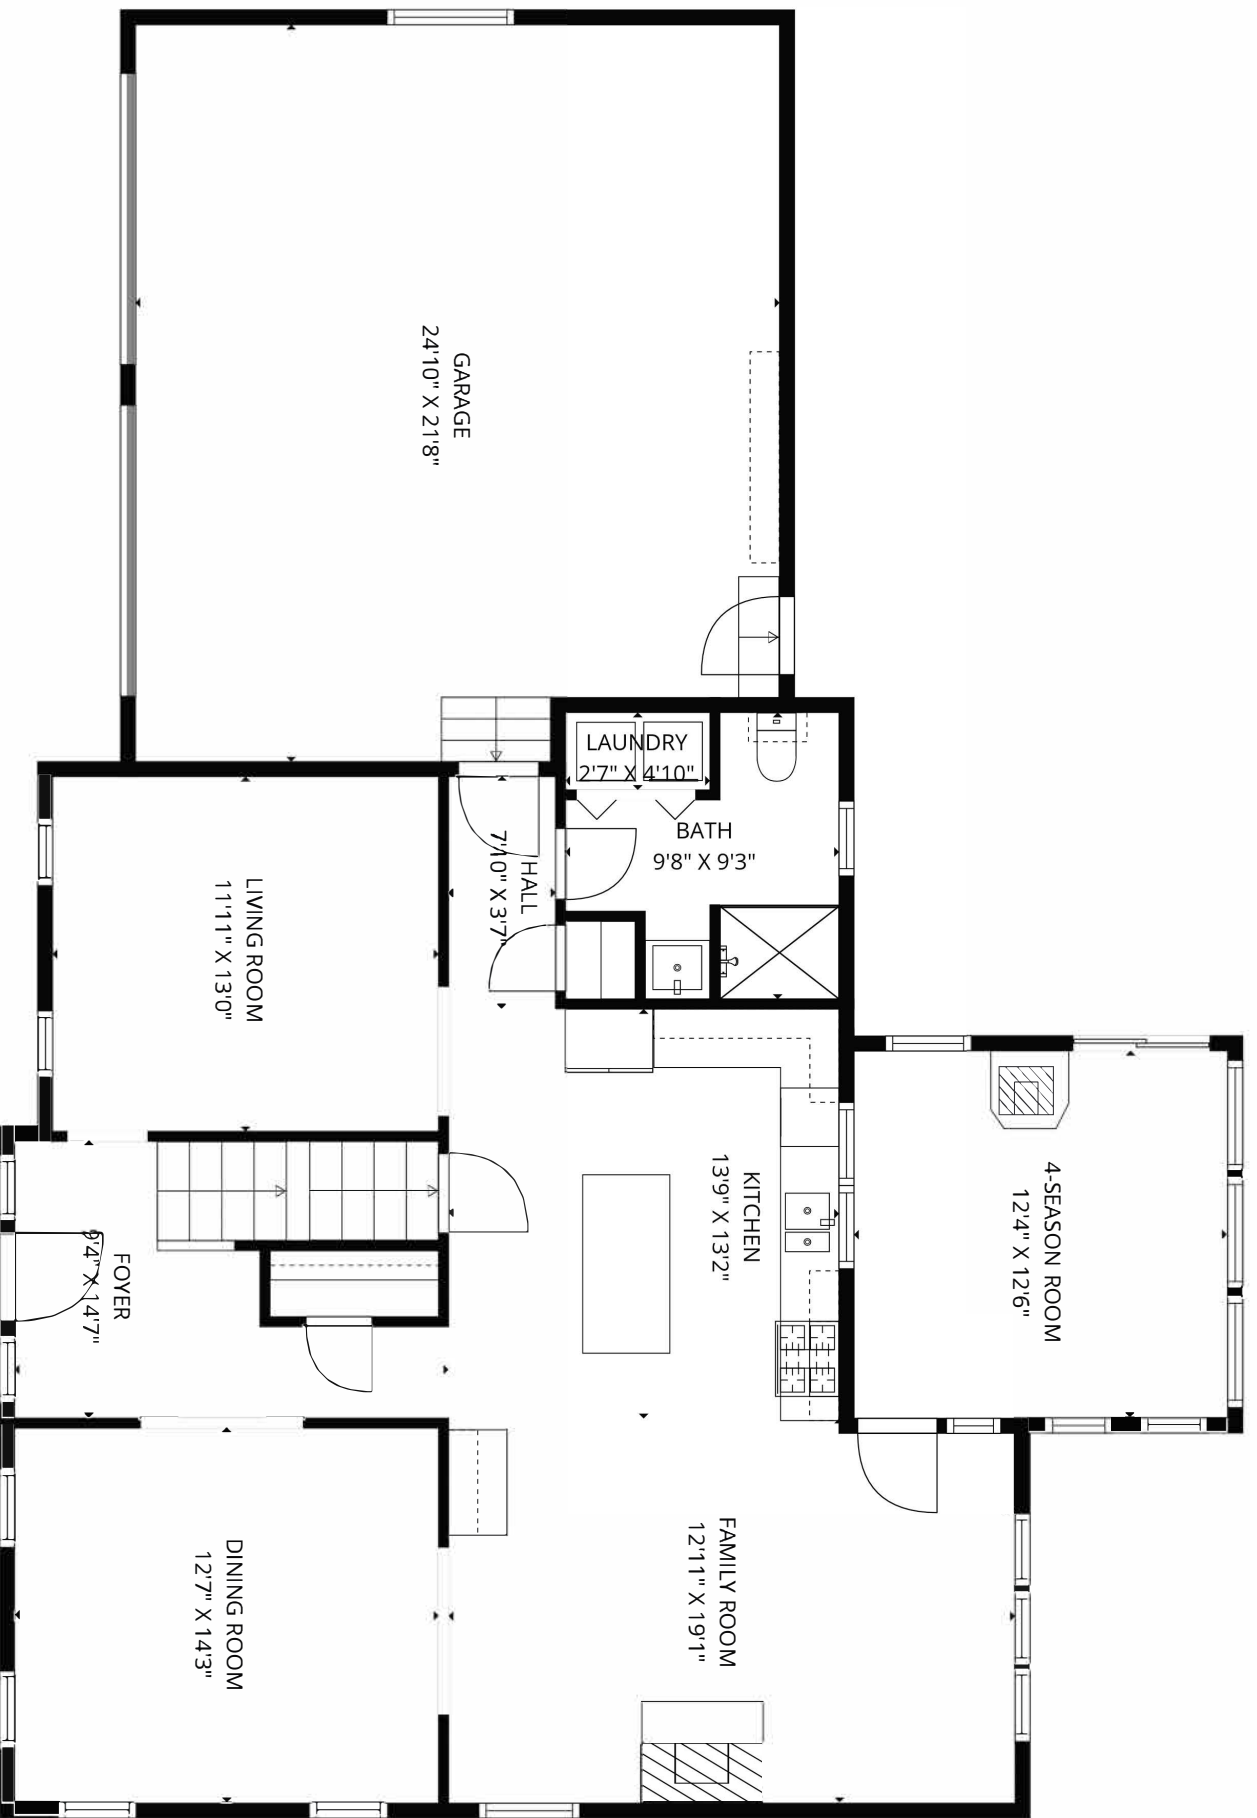 GARAGE
24'10" X 21'8"
LAUNDRY
2'7" X 4'10"
BATH
9'8" X 9'3"
HALL
7'10" X 3'7"
LIVING ROOM
11'11" X 13'0"
KITCHEN
13'9" X 13'2"
4-SEASON ROOM
12'4" X 12'6"
FOYER
9'4" X 14'7"
DINING ROOM
12'7" X 14'3"
FAMILY ROOM
12'11" X 19'1"